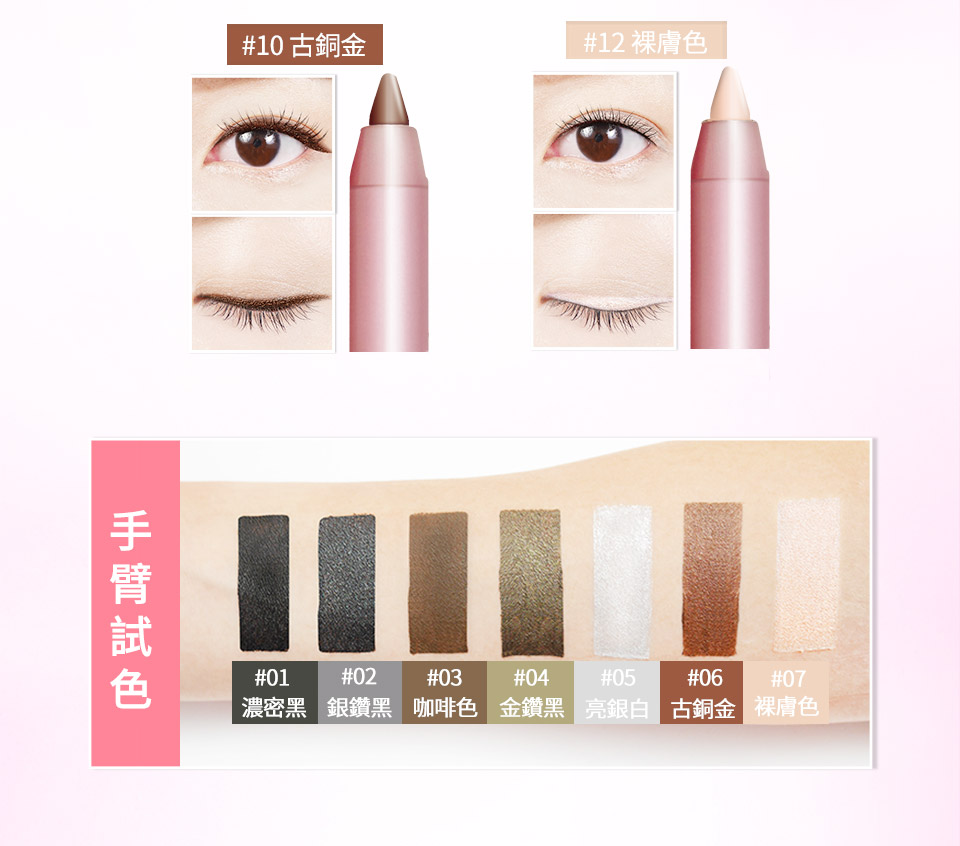 #10 古銅金
#12 裸膚色
手臂試色
#01
濃密黑
#02
銀鑽黑
#03
咖啡色
#04
金鑽黑
#05
亮銀白
#06
古銅金
#07
裸膚色